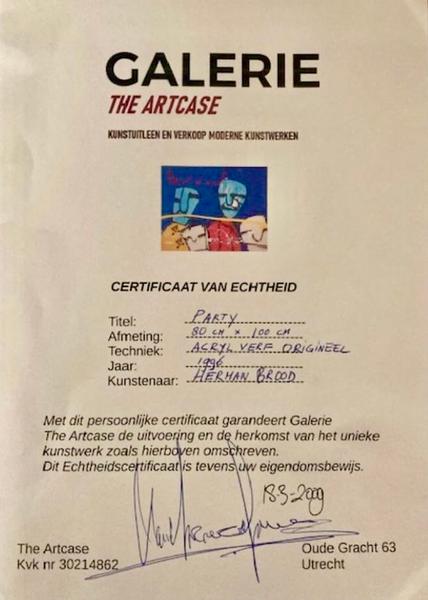 GALERIE
THE ARTCASE
KUNSTUITLEEN EN VERKOOP MODERNE KUNSTWERKEN
CERTIFICAAT VAN ECHTHEID
Titel: PARTY
Afmeting: 80 cm x 100 cm
Techniek: ACRYL VERF ORIGINEEL
Jaar: 1996
Kunstenaar: HERMAN BROOD
Met dit persoonlijke certificaat garandeert Galerie
The Artcase de uitvoering en de herkomst van het unieke
kunstwerk zoals hierboven omschreven.
Dit Echtheidscertificaat is tevens uw eigendomsbewijs.
18-3-2009
The Artcase Oude Gracht 63
Kvk nr 30214862 Utrecht